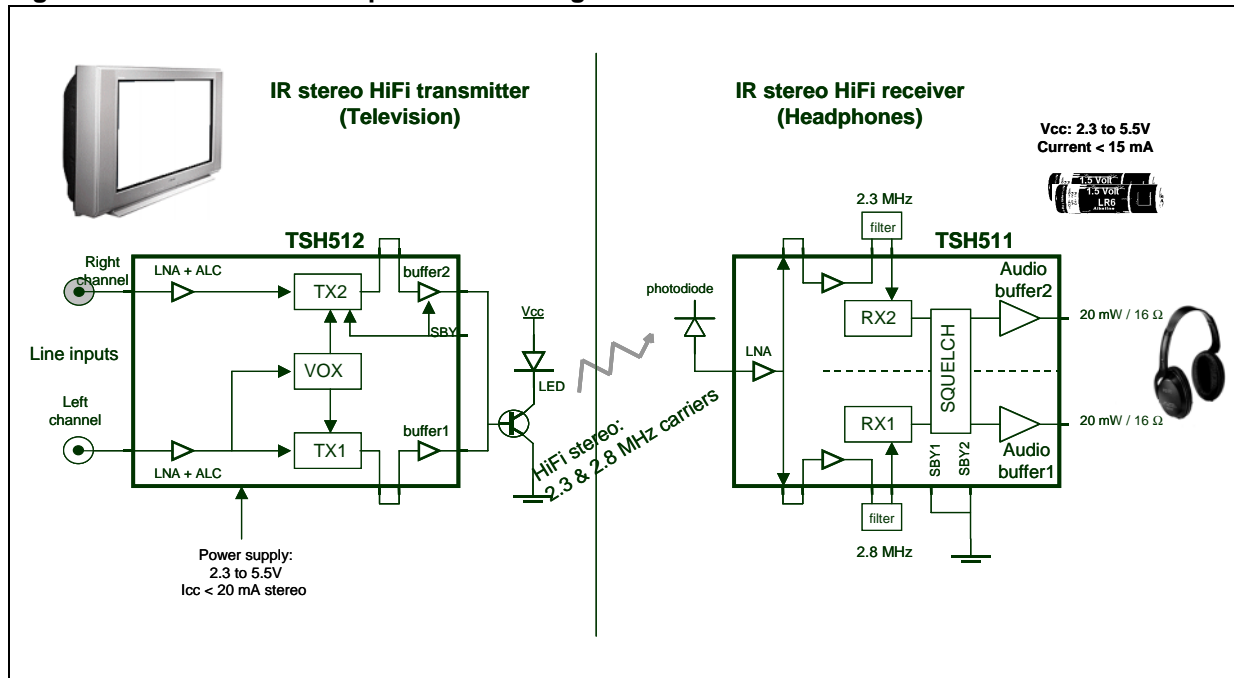 IR stereo HiFi transmitter
(Television)
IR stereo HiFi receiver
(Headphones)
Vcc: 2.3 to 5.5V
Current < 15 mA
1.5 Volt
1.5 Volt
LR6
Alkaline
TSH512
Right
channel
LNA + ALC
TX2
buffer2
SBY
Vcc
Line inputs
VOX
LED
Left
channel
LNA + ALC
TX1
buffer1
HiFi stereo:
2.3 & 2.8 MHz carriers
Power supply:
2.3 to 5.5V
Icc < 20 mA stereo
2.3 MHz
filter
TSH511
photodiode
LNA
RX2
SQUELCH
Audio
buffer2
20 mW / 16 Ω
RX1
SBY1
SBY2
Audio
buffer1
20 mW / 16 Ω
filter
2.8 MHz